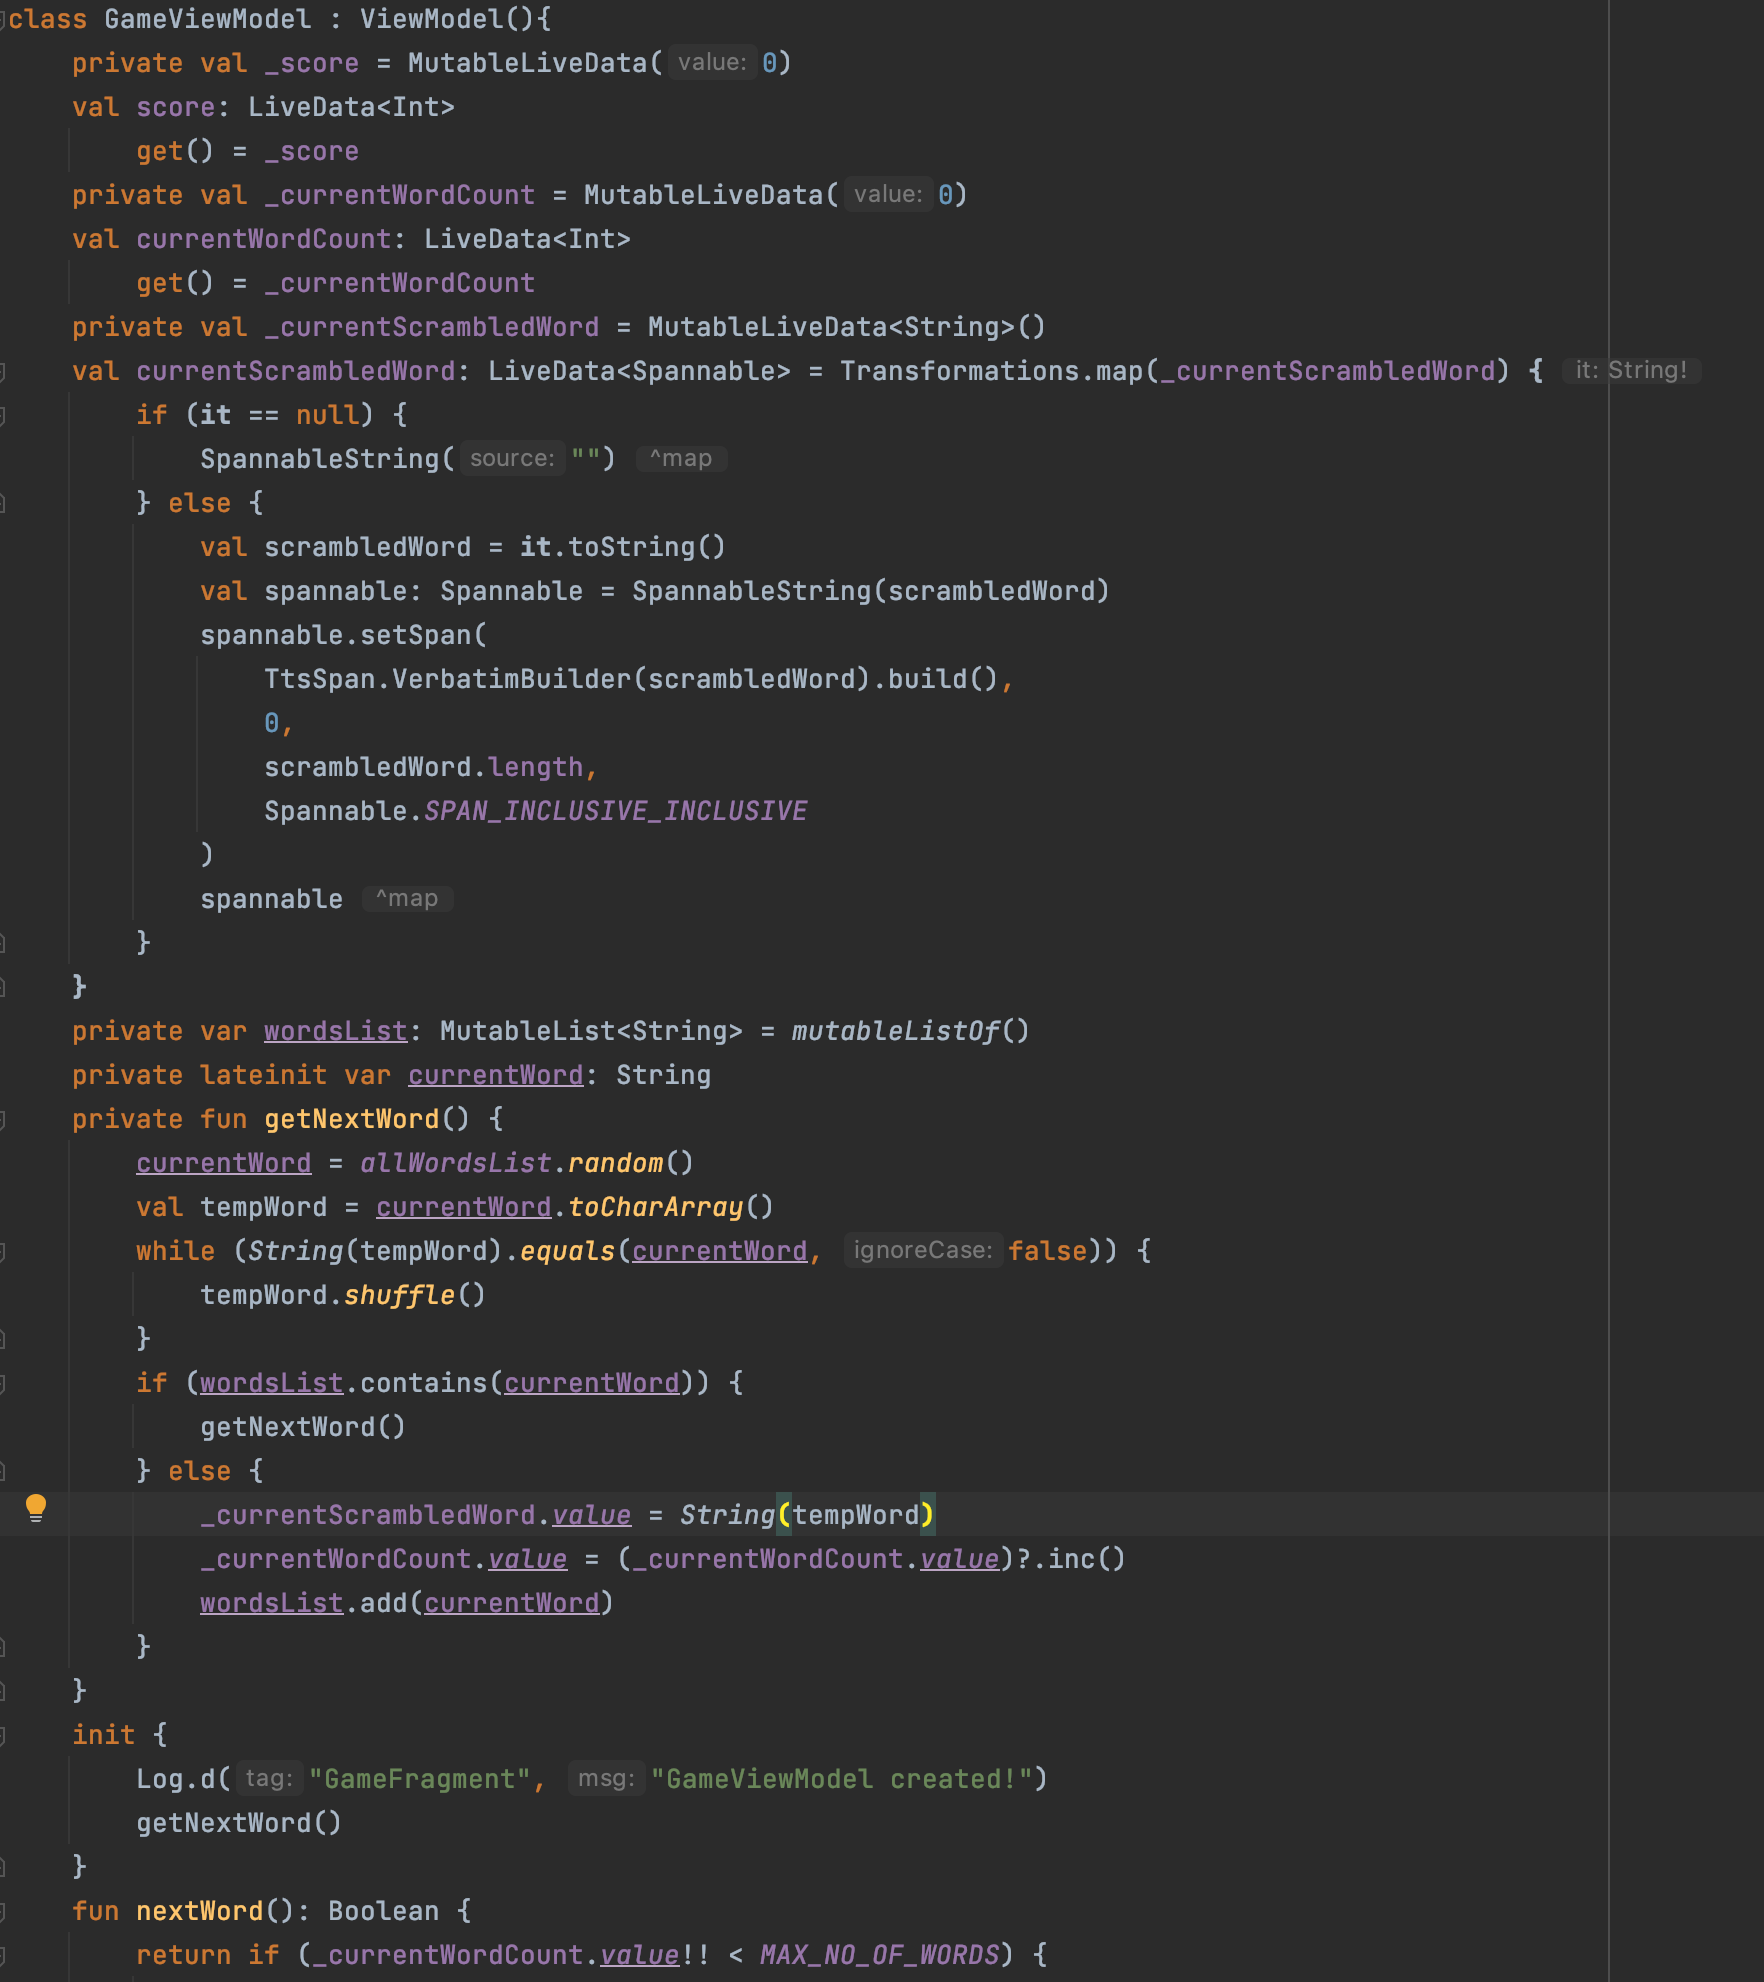 class GameViewModel : ViewModel(){
    private val _score = MutableLiveData( value: 0)
    val score: LiveData<Int>
        get() = _score
    private val _currentWordCount = MutableLiveData( value: 0)
    val currentWordCount: LiveData<Int>
        get() = _currentWordCount
    private val _currentScrambledWord = MutableLiveData<String>()
    val currentScrambledWord: LiveData<Spannable> = Transformations.map(_currentScrambledWord) { it: String!
        if (it == null) {
            SpannableString( source: "") ^map
        } else {
            val scrambledWord = it.toString()
            val spannable: Spannable = SpannableString(scrambledWord)
            spannable.setSpan(
                TtsSpan.VerbatimBuilder(scrambledWord).build(),
                0,
                scrambledWord.length,
                Spannable.SPAN_INCLUSIVE_INCLUSIVE
            )
            spannable ^map
        }
    }
    private var wordsList: MutableList<String> = mutableListOf()
    private lateinit var currentWord: String
    private fun getNextWord() {
        currentWord = allWordsList.random()
        val tempWord = currentWord.toCharArray()
        while (String(tempWord).equals(currentWord, ignoreCase: false)) {
            tempWord.shuffle()
        }
        if (wordsList.contains(currentWord)) {
            getNextWord()
        } else {
            _currentScrambledWord.value = String(tempWord)
            _currentWordCount.value = (_currentWordCount.value)?.inc()
            wordsList.add(currentWord)
        }
    }
    init {
        Log.d( tag: "GameFragment", msg: "GameViewModel created!")
        getNextWord()
    }
    fun nextWord(): Boolean {
        return if (_currentWordCount.value!! < MAX_NO_OF_WORDS) {